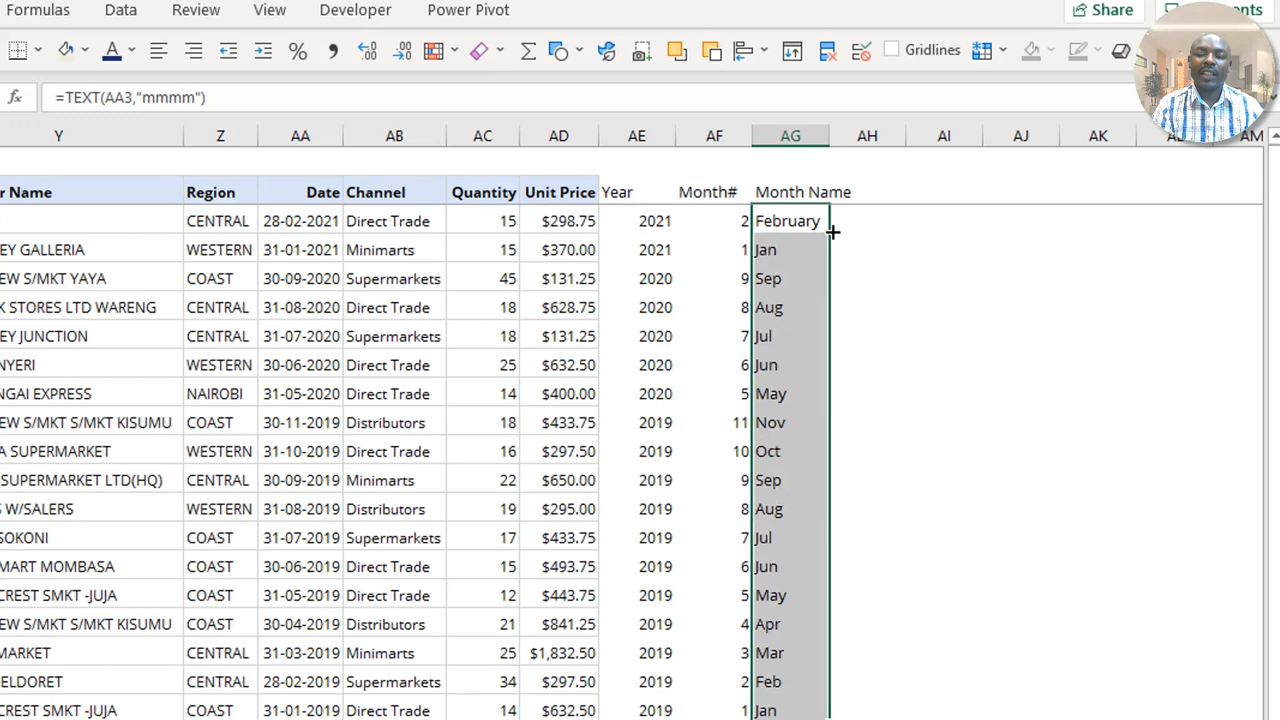 Formulas Data Review View Developer Power Pivot Share
Gridlines
fx =TEXT(AA3,"mmmm")
Y Z AA AB AC AD AE AF AG AH AI AJ AK AM
r Name Region Date Channel Quantity Unit Price Year Month# Month Name
CENTRAL 28-02-2021 Direct Trade 15 $298.75 2021 2 February
EY GALLERIA WESTERN 31-01-2021 Minimarts 15 $370.00 2021 1 Jan
EW S/MKT YAYA COAST 30-09-2020 Supermarkets 45 $131.25 2020 9 Sep
K STORES LTD WARENG CENTRAL 31-08-2020 Direct Trade 18 $628.75 2020 8 Aug
EY JUNCTION CENTRAL 31-07-2020 Supermarkets 18 $131.25 2020 7 Jul
NYERI WESTERN 30-06-2020 Direct Trade 25 $632.50 2020 6 Jun
NGAI EXPRESS NAIROBI 31-05-2020 Direct Trade 14 $400.00 2020 5 May
EW S/MKT S/MKT KISUMU COAST 30-11-2019 Distributors 18 $433.75 2019 11 Nov
A SUPERMARKET WESTERN 31-10-2019 Direct Trade 16 $297.50 2019 10 Oct
SUPERMARKET LTD(HQ) CENTRAL 30-09-2019 Minimarts 22 $650.00 2019 9 Sep
S W/SALERS WESTERN 31-08-2019 Distributors 19 $295.00 2019 8 Aug
SOKONI COAST 31-07-2019 Supermarkets 17 $433.75 2019 7 Jul
MART MOMBASA COAST 30-06-2019 Direct Trade 15 $493.75 2019 6 Jun
CREST SMKT -JUJA COAST 31-05-2019 Direct Trade 12 $443.75 2019 5 May
EW S/MKT S/MKT KISUMU COAST 30-04-2019 Distributors 21 $841.25 2019 4 Apr
MARKET CENTRAL 31-03-2019 Minimarts 25 $1,832.50 2019 3 Mar
ELDORET CENTRAL 28-02-2019 Supermarkets 34 $297.50 2019 2 Feb
CREST SMKT -JUJA COAST 31-01-2019 Direct Trade 14 $632.50 2019 1 Jan